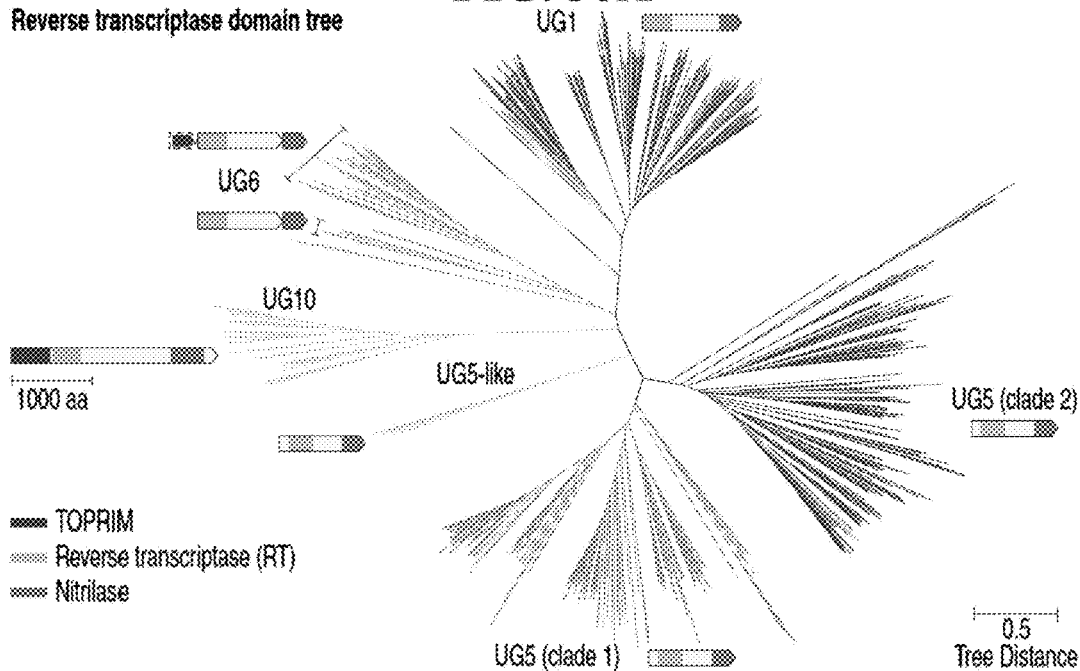 Reverse transcriptase domain tree
UG1
UG6
UG10
1000 aa
UG5-like
UG5 (clade 2)
TOPRIM
Reverse transcriptase (RT)
Nitrilase
UG5 (clade 1)
0.5
Tree Distance